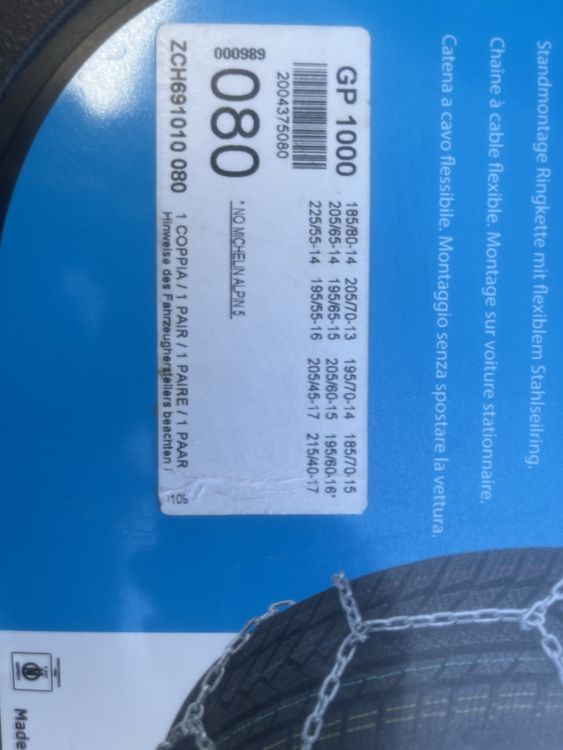 Standmontage Ringkette mit flexiblem Stahlseilring.
Chaîne à câble flexible. Montage sur voiture stationnaire.
Catena a cavo flessibile. Montaggio senza spostare la vettura.
GP 1000
2004375080
000989
080
185/80-14 205/70-13 195/70-14 185/70-15
205/65-14 195/65-15 205/60-15 195/60-16*
225/55-14 195/55-16 205/45-17 215/40-17
* NO MICHELIN ALPIN 5
ZCH691010 080 1 COPPIA / 1 PAIR / 1 PAIRE / 1 PAAR
Hinweise des Fahrzeugherstellers beachten !
Made